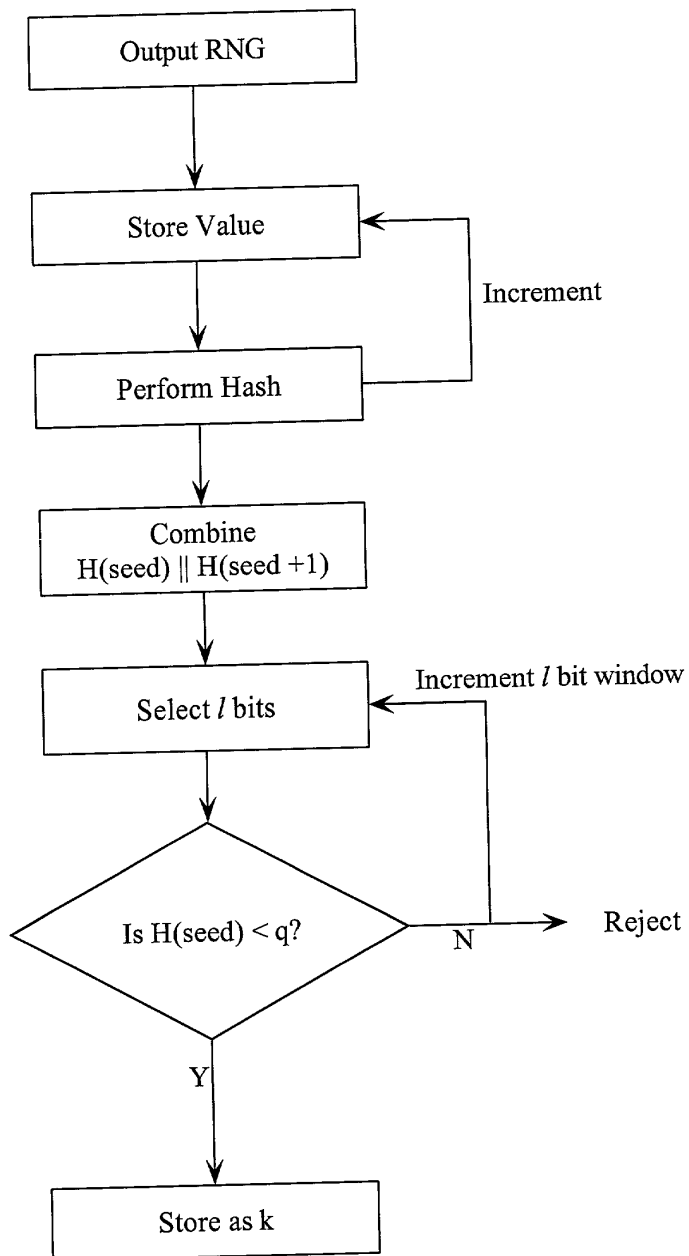 Output RNG
Store Value
Increment
Perform Hash
Combine
H(seed) || H(seed +1)
Increment l bit window
Select l bits
Is H(seed) < q?
N
Reject
Y
Store as k